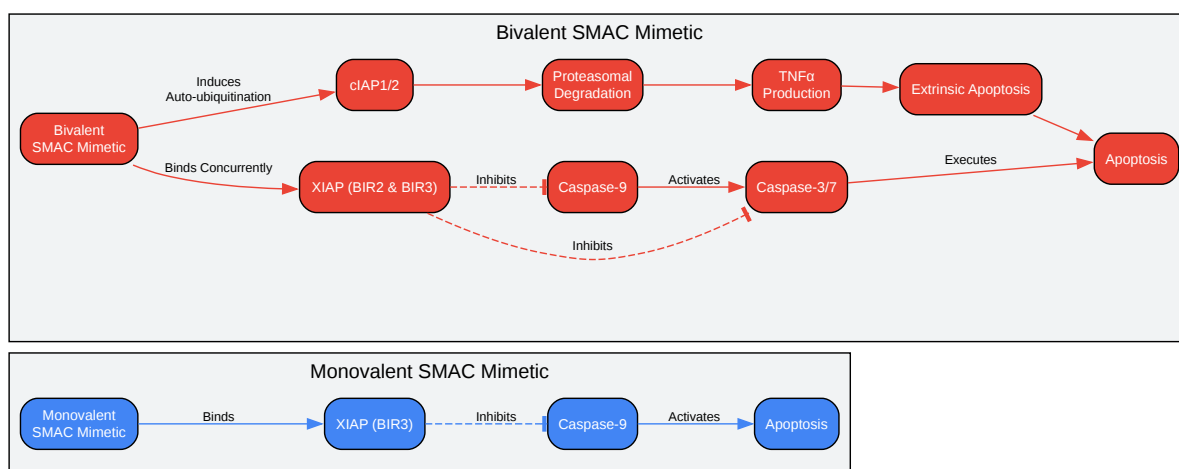 Bivalent SMAC Mimetic
Induces
Auto-ubiquitination
cIAP1/2
Proteasomal
Degradation
TNFα
Production
Extrinsic Apoptosis
Bivalent
SMAC Mimetic
Binds Concurrently
XIAP (BIR2 & BIR3)
Inhibits
Caspase-9
Activates
Caspase-3/7
Executes
Apoptosis
Inhibits
Monovalent SMAC Mimetic
Monovalent
SMAC Mimetic
Binds
XIAP (BIR3)
Inhibits
Caspase-9
Activates
Apoptosis